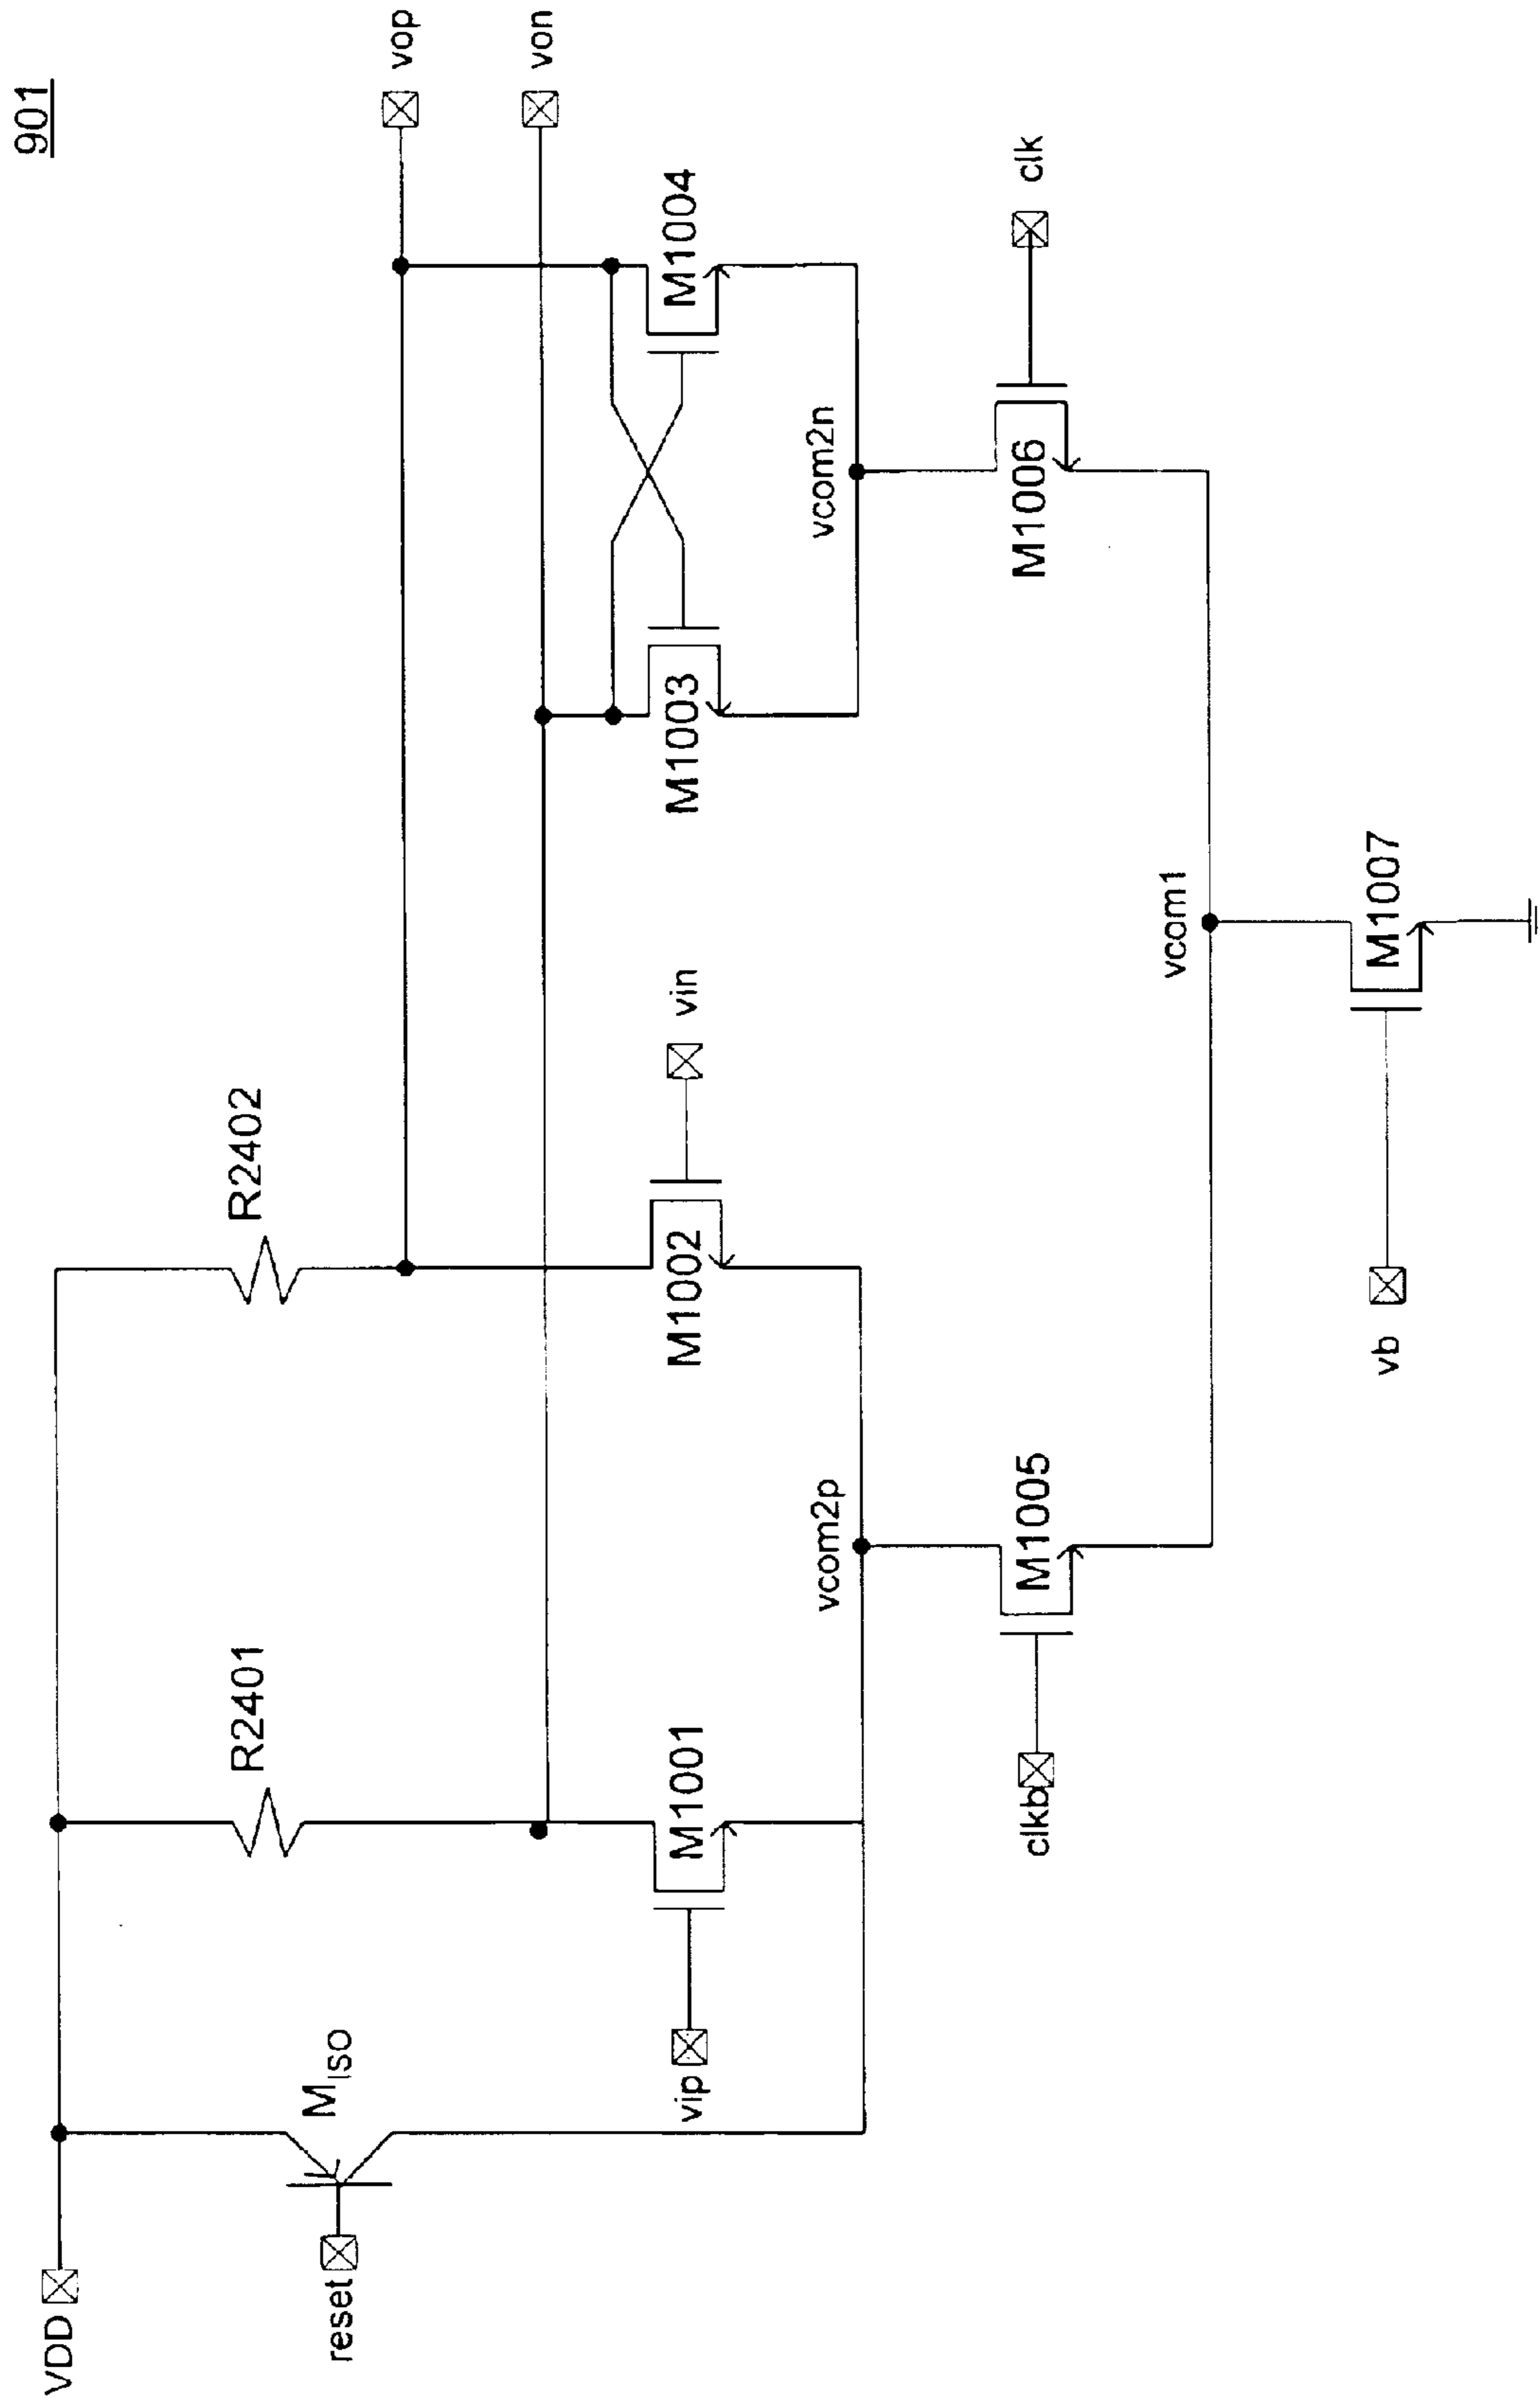 901
VDD
reset
M_ISO
R2401
R2402
vop
von
vip
M1001
M1002
vin
M1003
M1004
vcom2p
vcom2n
clkb
M1005
M1006
clk
vcom1
vb
M1007